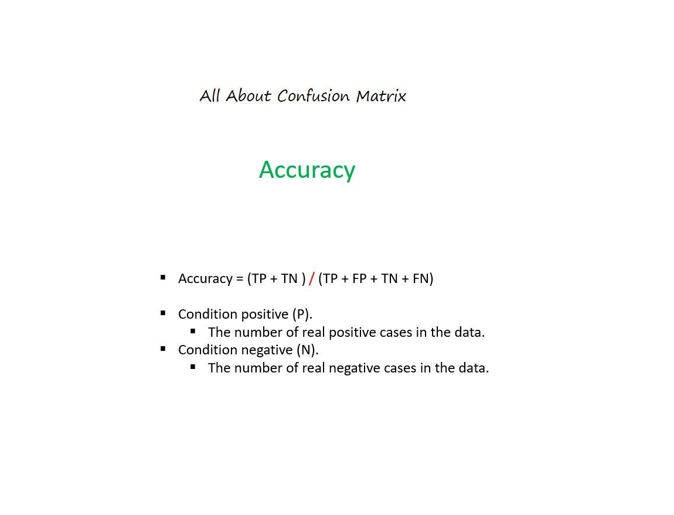 All About Confusion Matrix
Accuracy
▪ Accuracy = (TP + TN ) / (TP + FP + TN + FN)
▪ Condition positive (P).
▪ The number of real positive cases in the data.
▪ Condition negative (N).
▪ The number of real negative cases in the data.